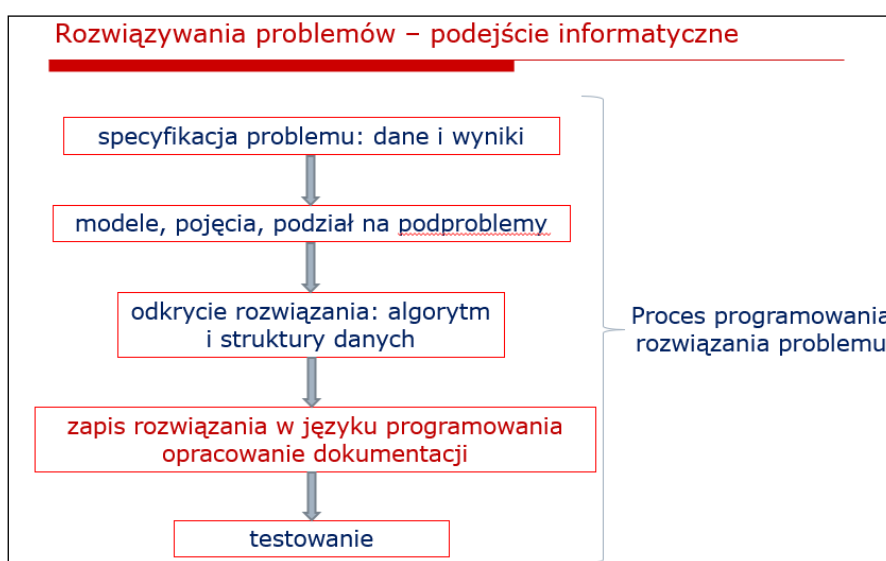 Rozwiązywania problemów – podejście informatyczne
specyfikacja problemu: dane i wyniki
modele, pojęcia, podział na podproblemy
odkrycie rozwiązania: algorytm
i struktury danych
zapis rozwiązania w języku programowania
opracowanie dokumentacji
testowanie
Proces programowania
rozwiązania problemu